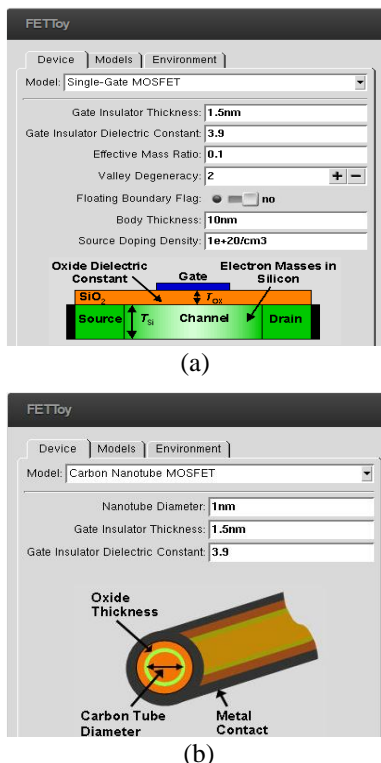 FETToy
Device Models Environment
Model: Single-Gate MOSFET
Gate Insulator Thickness: 1.5nm
Gate Insulator Dielectric Constant: 3.9
Effective Mass Ratio: 0.1
Valley Degeneracy: 2 + −
Floating Boundary Flag: no
Body Thickness: 10nm
Source Doping Density: 1e+20/cm3
Oxide Dielectric Constant
Gate
Electron Masses in Silicon
SiO2 TOX
Source TSi Channel Drain
(a)
FETToy
Device Models Environment
Model: Carbon Nanotube MOSFET
Nanotube Diameter: 1nm
Gate Insulator Thickness: 1.5nm
Gate Insulator Dielectric Constant: 3.9
Oxide
Thickness
Carbon Tube
Diameter
Metal
Contact
(b)